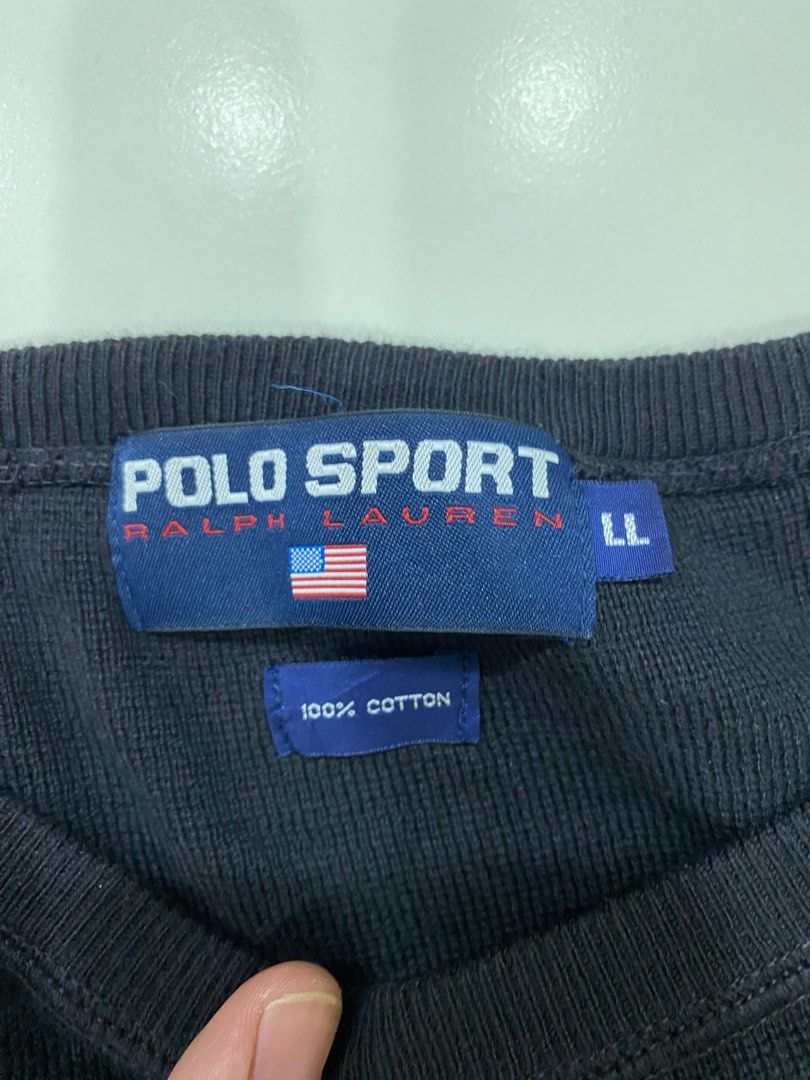 POLO SPORT
RALPH LAUREN
LL
100% COTTON